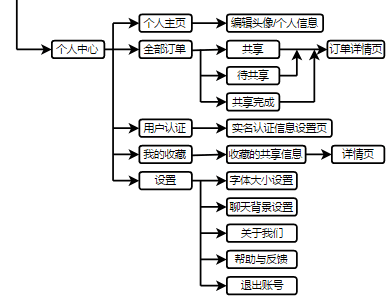 个人主页
编辑头像/个人信息
个人中心
全部订单
共享
订单详情页
待共享
共享完成
用户认证
实名认证信息设置页
我的收藏
收藏的共享信息
详情页
设置
字体大小设置
聊天背景设置
关于我们
帮助与反馈
退出账号